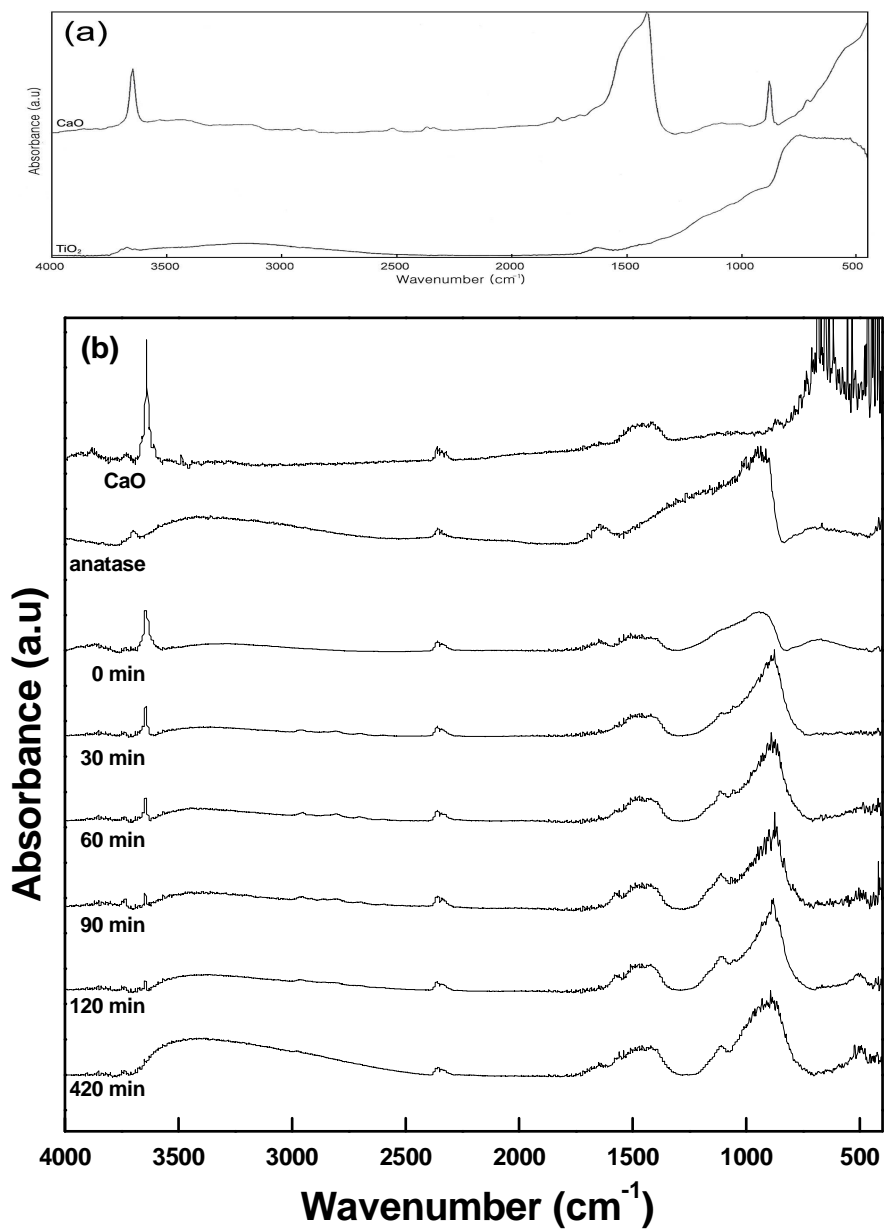 (a)
Absorbance (a.u)
CaO
TiO₂
4000 3500 3000 2500 2000 1500 1000 500
Wavenumber (cm⁻¹)
(b)
Absorbance (a.u)
CaO
anatase
0 min
30 min
60 min
90 min
120 min
420 min
4000 3500 3000 2500 2000 1500 1000 500
Wavenumber (cm⁻¹)